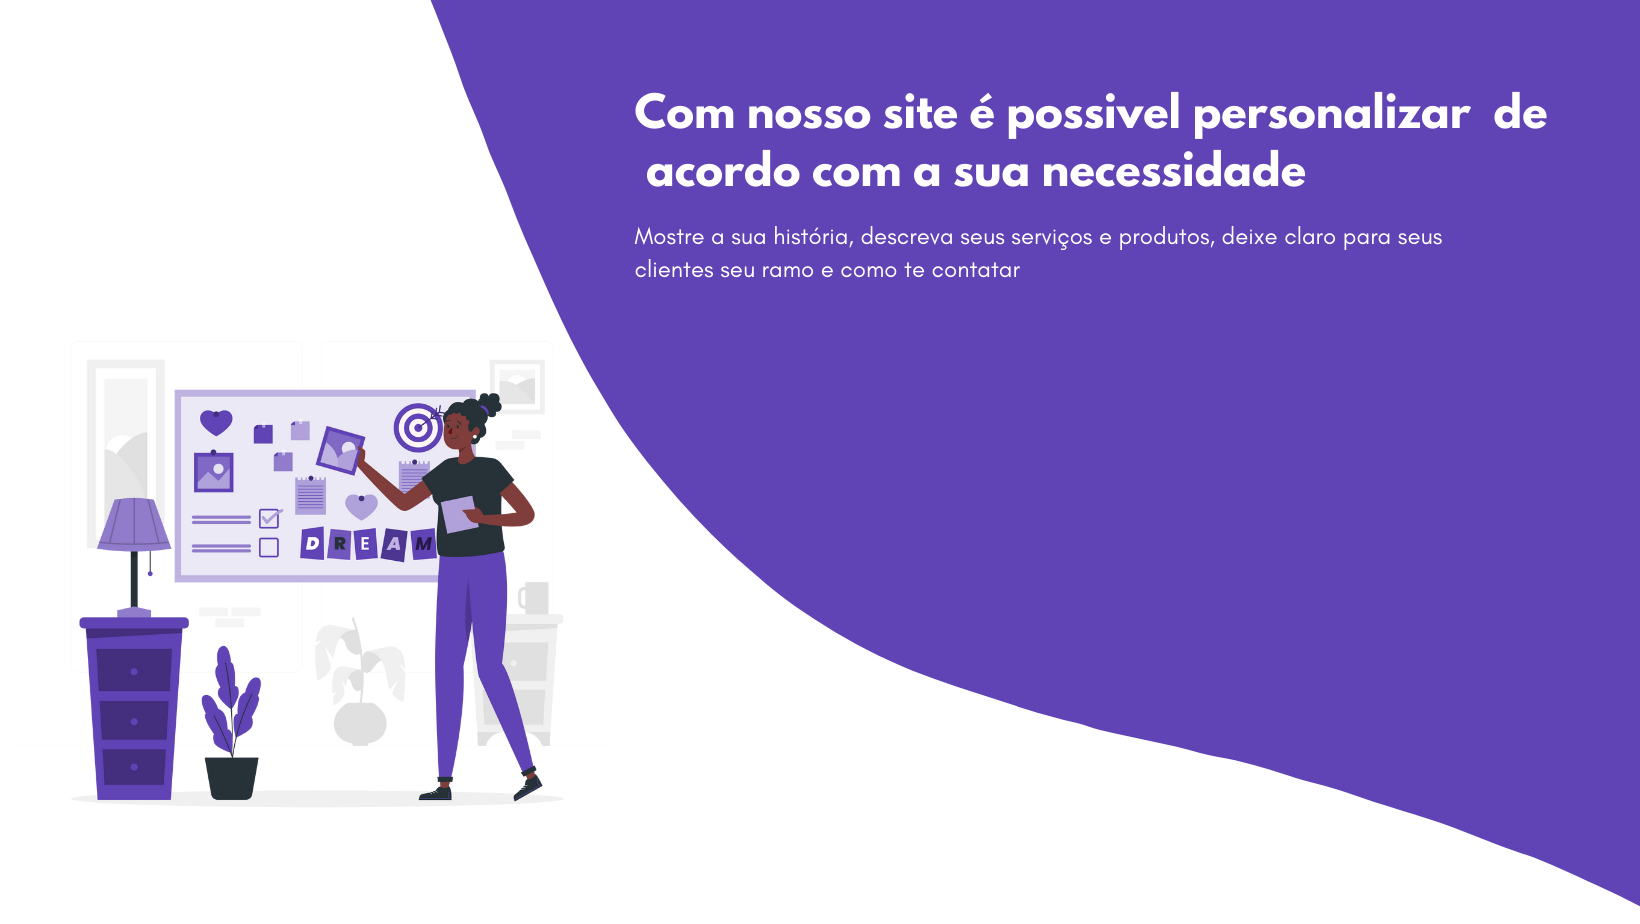 Com nosso site é possivel personalizar de
acordo com a sua necessidade
Mostre a sua história, descreva seus serviços e produtos, deixe claro para seus
clientes seu ramo e como te contatar
DREAM